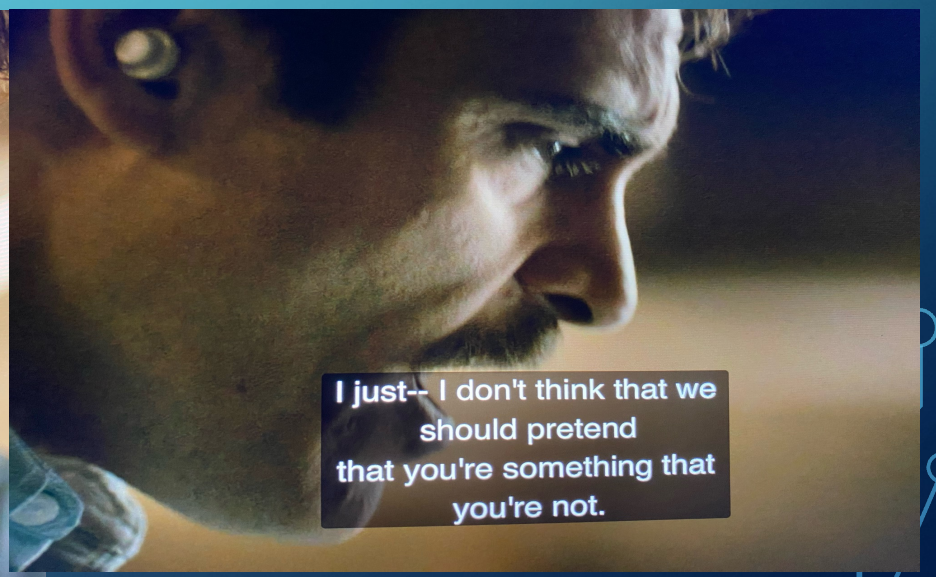 I just-- I don't think that we
should pretend
that you're something that
you're not.